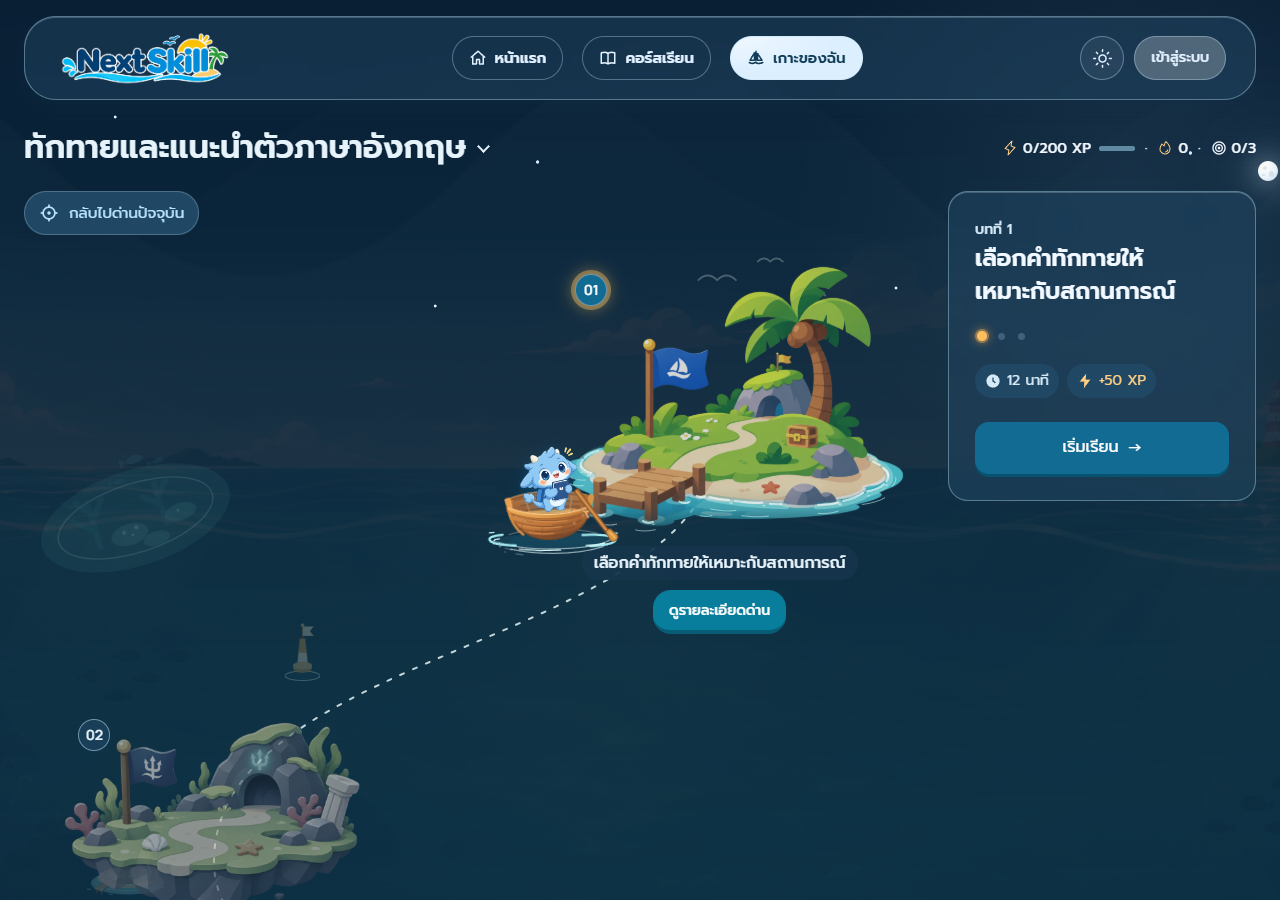 NextSkill
หน้าแรก
คอร์สเรียน
เกาะของฉัน
เข้าสู่ระบบ
ทักทายและแนะนำตัวภาษาอังกฤษ
0/200 XP · 0 · 0/3
กลับไปด่านปัจจุบัน
บทที่ 1
เลือกคำทักทายให้
เหมาะกับสถานการณ์
12 นาที
+50 XP
เริ่มเรียน →
01
เลือกคำทักทายให้เหมาะกับสถานการณ์
ดูรายละเอียดด่าน
02